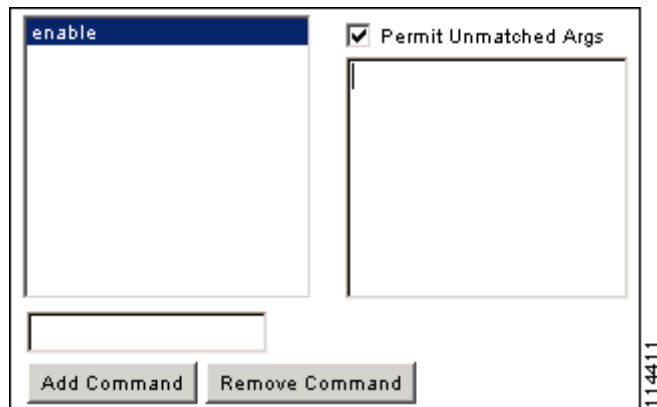 enable
Permit Unmatched Args
Add Command
Remove Command
114411